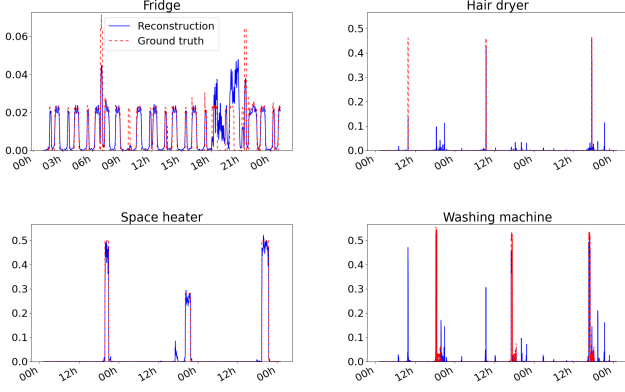 Fridge
Hair dryer
Reconstruction
Ground truth
0.06
0.04
0.02
0.00
00h 03h 06h 09h 12h 15h 18h 21h 00h
0.5
0.4
0.3
0.2
0.1
0.0
00h 12h 00h 12h 00h 12h 00h
Space heater
Washing machine
0.5
0.4
0.3
0.2
0.1
0.0
00h 12h 00h 12h 00h 12h 00h
0.5
0.4
0.3
0.2
0.1
0.0
00h 12h 00h 12h 00h 12h 00h